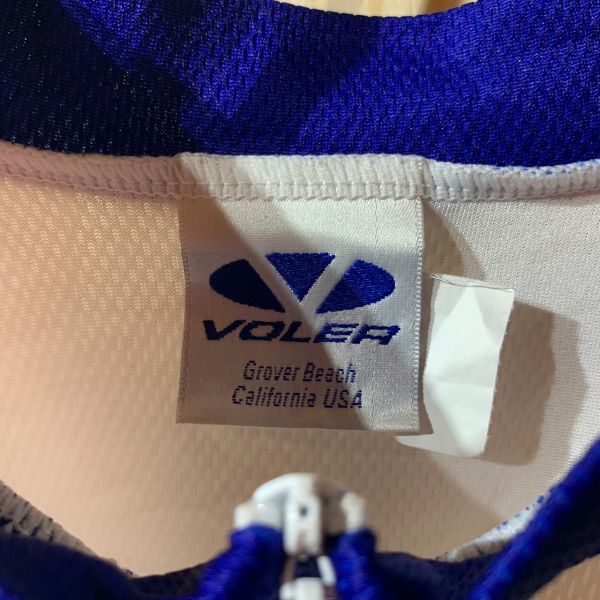 VOLER
Grover Beach
California USA